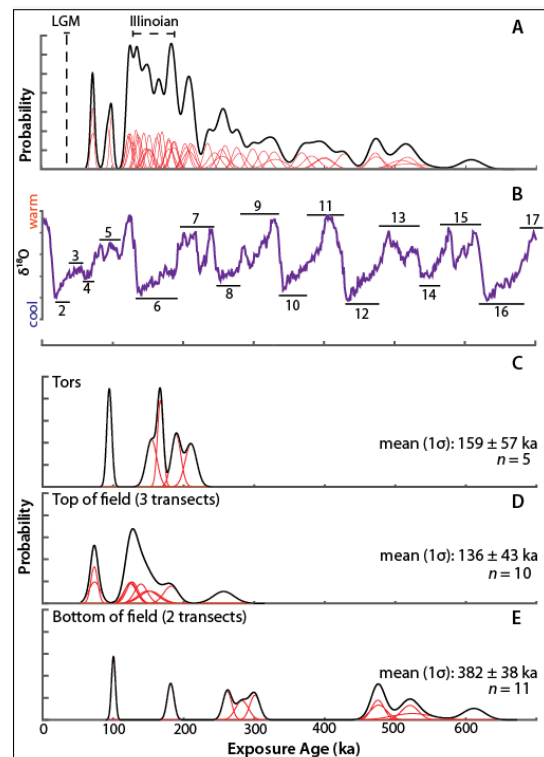 LGM
Illinoian
A
Probability
B
warm
δ18O
cool
2
3
4
5
6
7
8
9
10
11
12
13
14
15
16
17
C
Tors
mean (1σ): 159 ± 57 ka
n = 5
D
Top of field (3 transects)
mean (1σ): 136 ± 43 ka
n = 10
Probability
E
Bottom of field (2 transects)
mean (1σ): 382 ± 38 ka
n = 11
0
100
200
300
400
500
600
Exposure Age (ka)